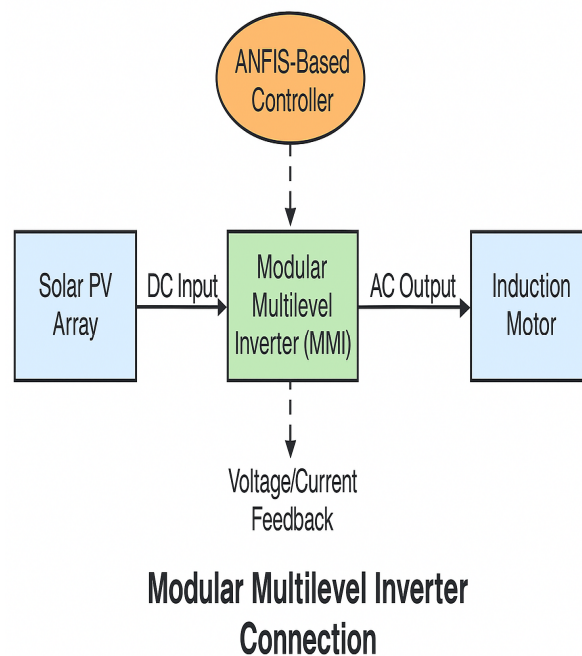 ANFIS-Based
Controller
Solar PV
Array
DC Input
Modular
Multilevel
Inverter (MMI)
AC Output
Induction
Motor
Voltage/Current
Feedback
Modular Multilevel Inverter
Connection